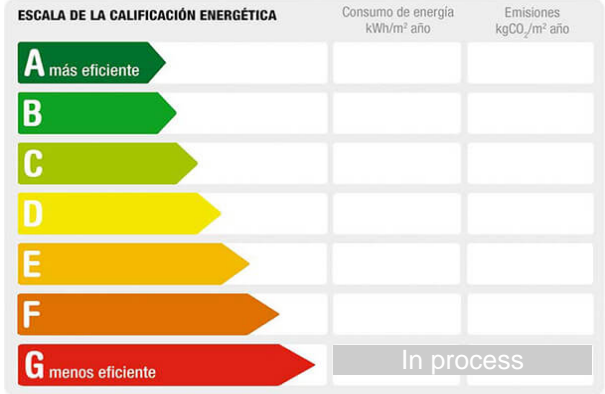 ESCALA DE LA CALIFICACIÓN ENERGÉTICA
Consumo de energía
kWh/m² año
Emisiones
kgCO₂/m² año
A más eficiente
B
C
D
E
F
G menos eficiente
In process